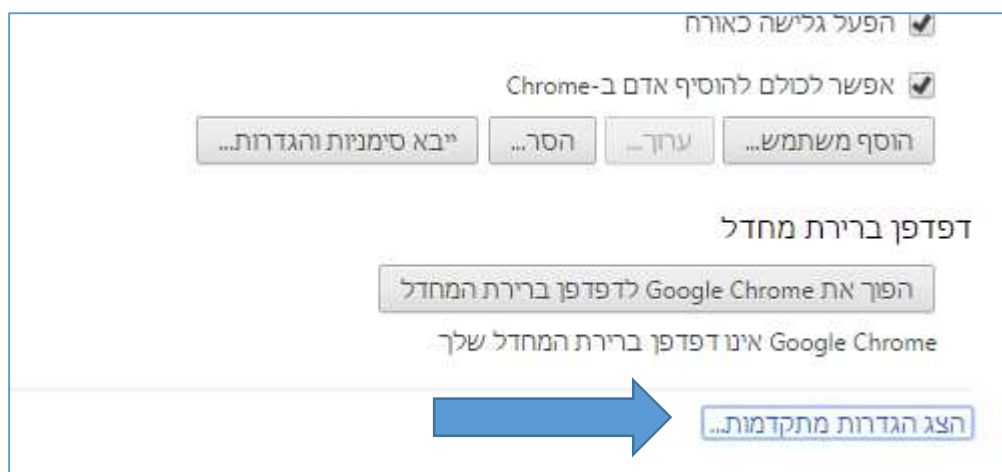 הפעל גלישה כאורח
אפשר לכולם להוסיף אדם ב-Chrome
הוסף משתמש... ערוך... הסר... ייבא סימניות והגדרות...
דפדפן ברירת מחדל
הפוך את Google Chrome לדפדפן ברירת המחדל
Google Chrome אינו דפדפן ברירת המחדל שלך
הצג הגדרות מתקדמות...